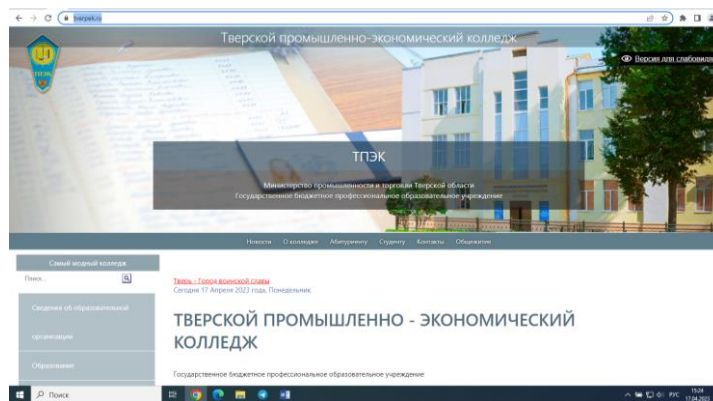 tverpek.ru
Тверской промышленно-экономический колледж
Версия для слабовидя
ТПЭК
Министерство промышленности и торговли Тверской области
Государственное бюджетное профессиональное образовательное учреждение
Новости О колледже Абитуриенту Студенту Контакты Общежитие
Самый модный колледж
Поиск...
Тверь - Город воинской славы
Сегодня 17 Апреля 2023 года, Понедельник
Сведения об образовательной
организации
ТВЕРСКОЙ ПРОМЫШЛЕННО - ЭКОНОМИЧЕСКИЙ
КОЛЛЕДЖ
Образование
Государственное бюджетное профессиональное образовательное учреждение
Поиск
РУС
15:24
17.04.2023